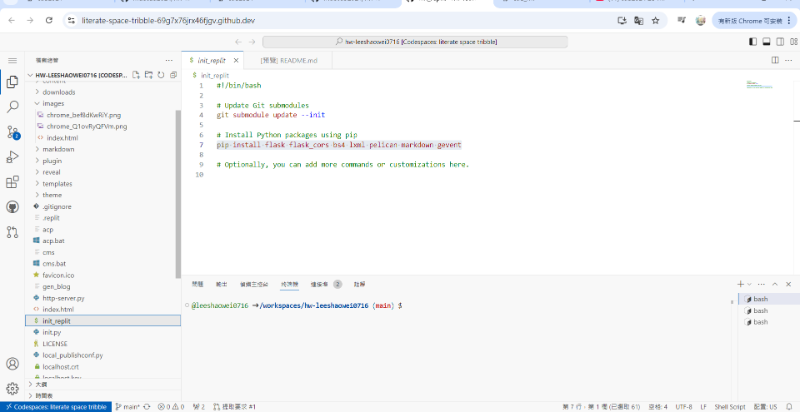 literate-space-tribble-69g7x76jrx46fjgv.github.dev
有新版 Chrome 可安裝
hw-leeshaowei0716 [Codespaces: literate space tribble]
檔案總管
init_replit
[預覽] README.md
HW-LEESHAOWEI0716 [CODESP...
init_replit
content
downloads
images
chrome_bef8dKwRiY.png
chrome_Q1ovRyQPVm.png
index.html
markdown
plugin
reveal
templates
theme
.gitignore
.replit
acp
acp.bat
cms
cms.bat
favicon.ico
gen_blog
http-server.py
index.html
init_replit
init.py
LICENSE
local_publishconf.py
localhost.crt
localhost.key
大綱
時間表
1 #!/bin/bash
2
3 # Update Git submodules
4 git submodule update --init
5
6 # Install Python packages using pip
7 pip install flask flask_cors bs4 lxml pelican markdown gevent
8
9 # Optionally, you can add more commands or customizations here.
10
問題 輸出 偵錯主控台 終端機 連接埠 2 註解
@leeshaowei0716 ➜/workspaces/hw-leeshaowei0716 (main) $
bash
bash
bash
Codespaces: literate space tribble main* 0 0 2 提取要求 #1
第 7 行，第 1 欄 (已選取 61) 空格: 4 UTF-8 LF Shell Script 配置: US